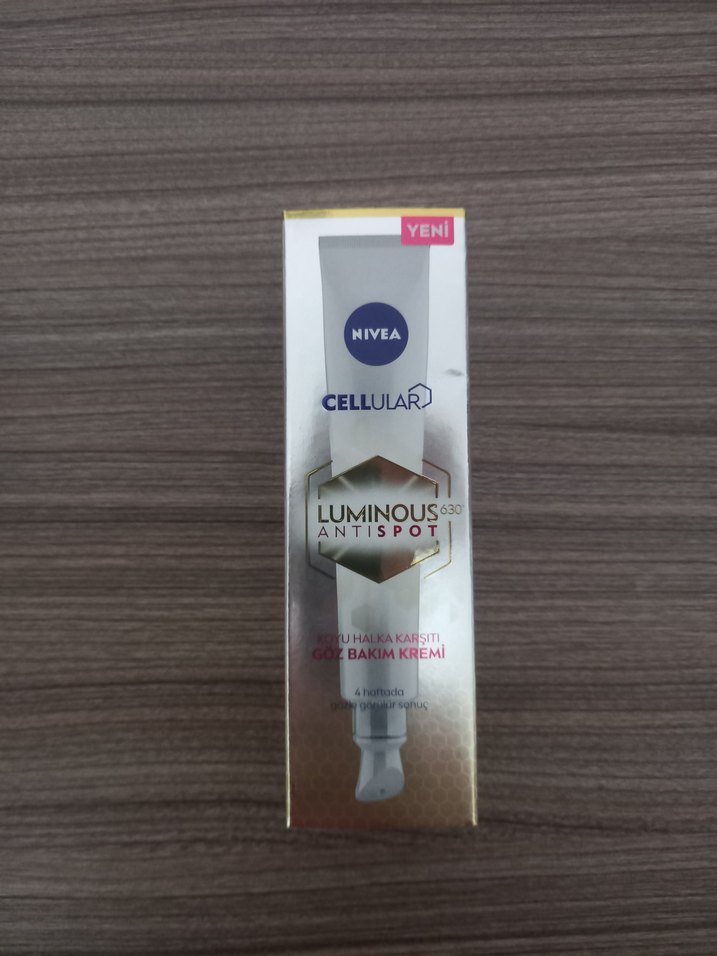 YENİ
NIVEA
CELLULAR
LUMINOUS 630®
ANTISPOT
KOYU HALKA KARŞITI
GÖZ BAKIM KREMİ
4 haftada
gözle görülür sonuç